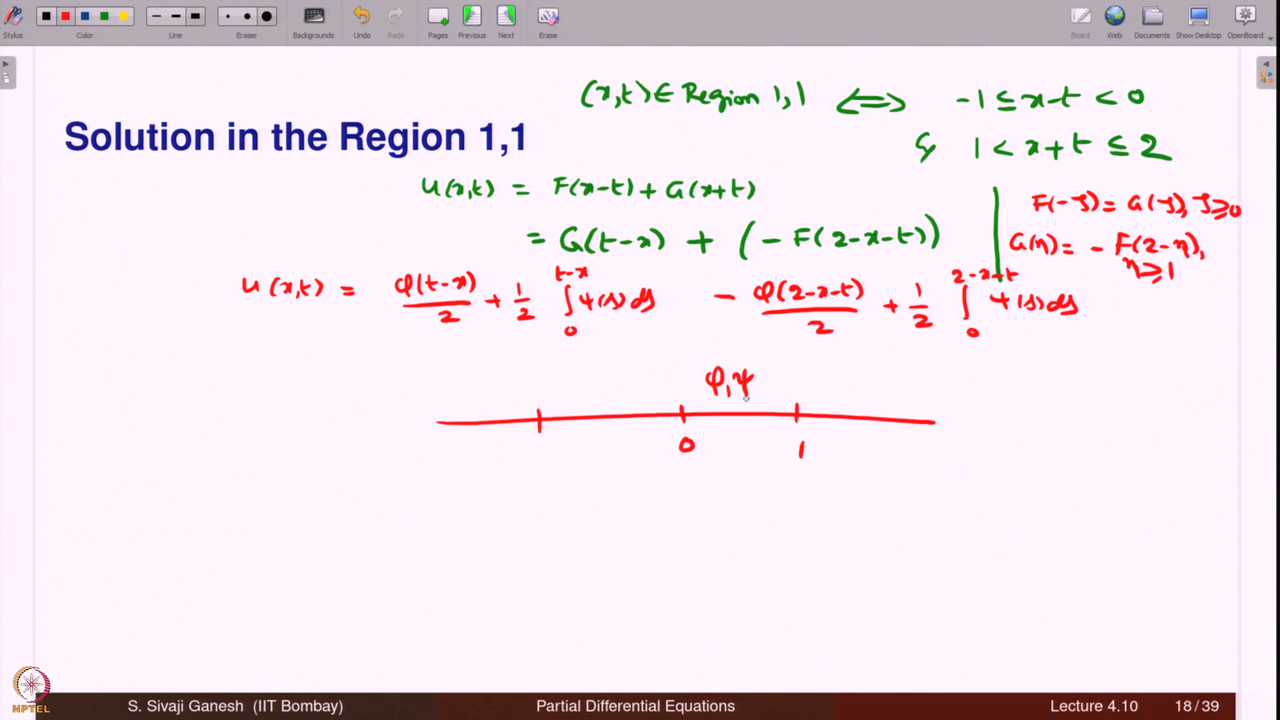 Stylus
Color
Line
Eraser
Backgrounds
Undo
Redo
Pages
Previous
Next
Erase
Board
Web
Documents
Show Desktop
OpenBoard
(x,t) ∈ Region 1,1 ⟺ -1 ≤ x-t < 0
Solution in the Region 1,1
& 1 < x+t ≤ 2
u(x,t) = F(x-t) + G(x+t)
F(-ζ) = G(ζ), ζ ≥ 0
= G(t-x) + (-F(2-x-t))
G(η) = - F(2-η), η ≥ 1
u(x,t) = φ(t-x)/2 + 1/2 ∫₀^{t-x} ψ(s)ds - φ(2-x-t)/2 + 1/2 ∫₀^{2-x-t} ψ(s)ds
φ,ψ
0 1
NPTEL
S. Sivaji Ganesh (IIT Bombay)
Partial Differential Equations
Lecture 4.10
18/39